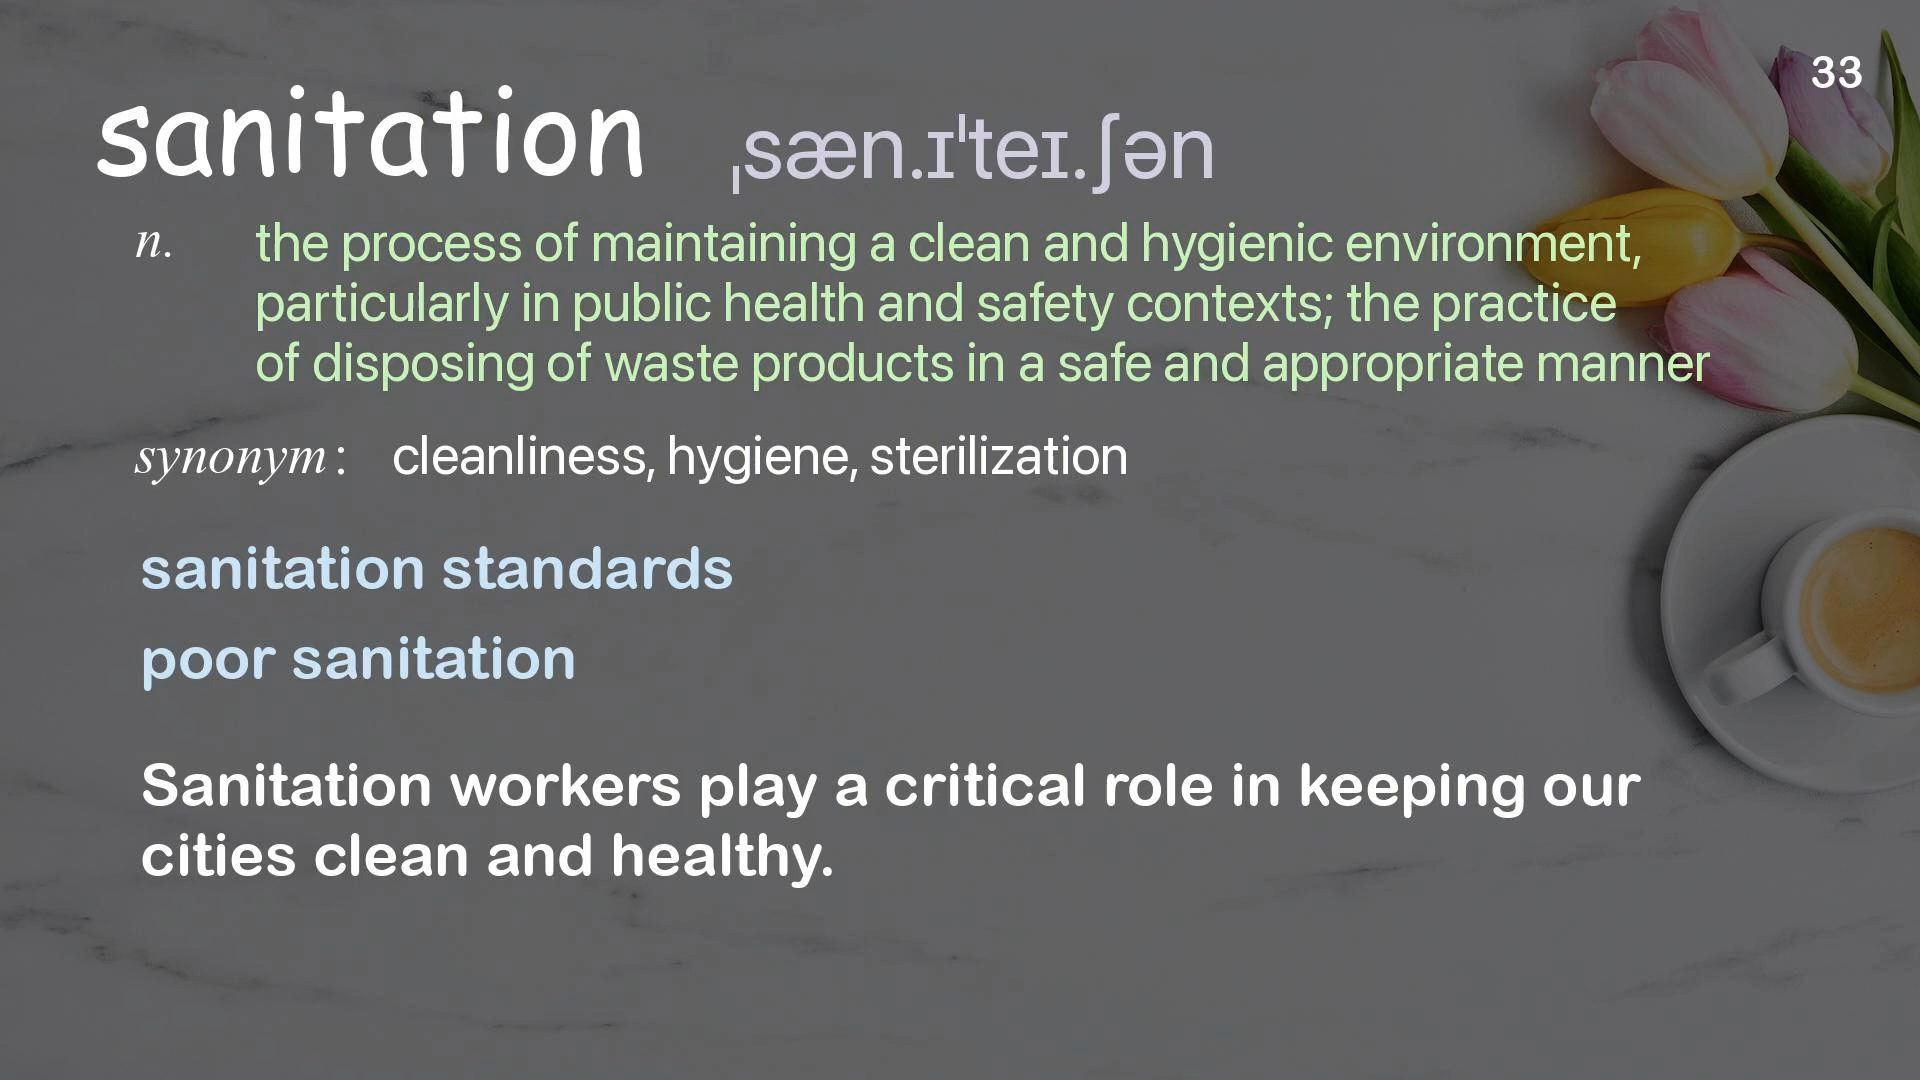 33
sanitation ˌsæn.ɪˈteɪ.ʃən
n. the process of maintaining a clean and hygienic environment,
particularly in public health and safety contexts; the practice
of disposing of waste products in a safe and appropriate manner
synonym : cleanliness, hygiene, sterilization
sanitation standards
poor sanitation
Sanitation workers play a critical role in keeping our
cities clean and healthy.